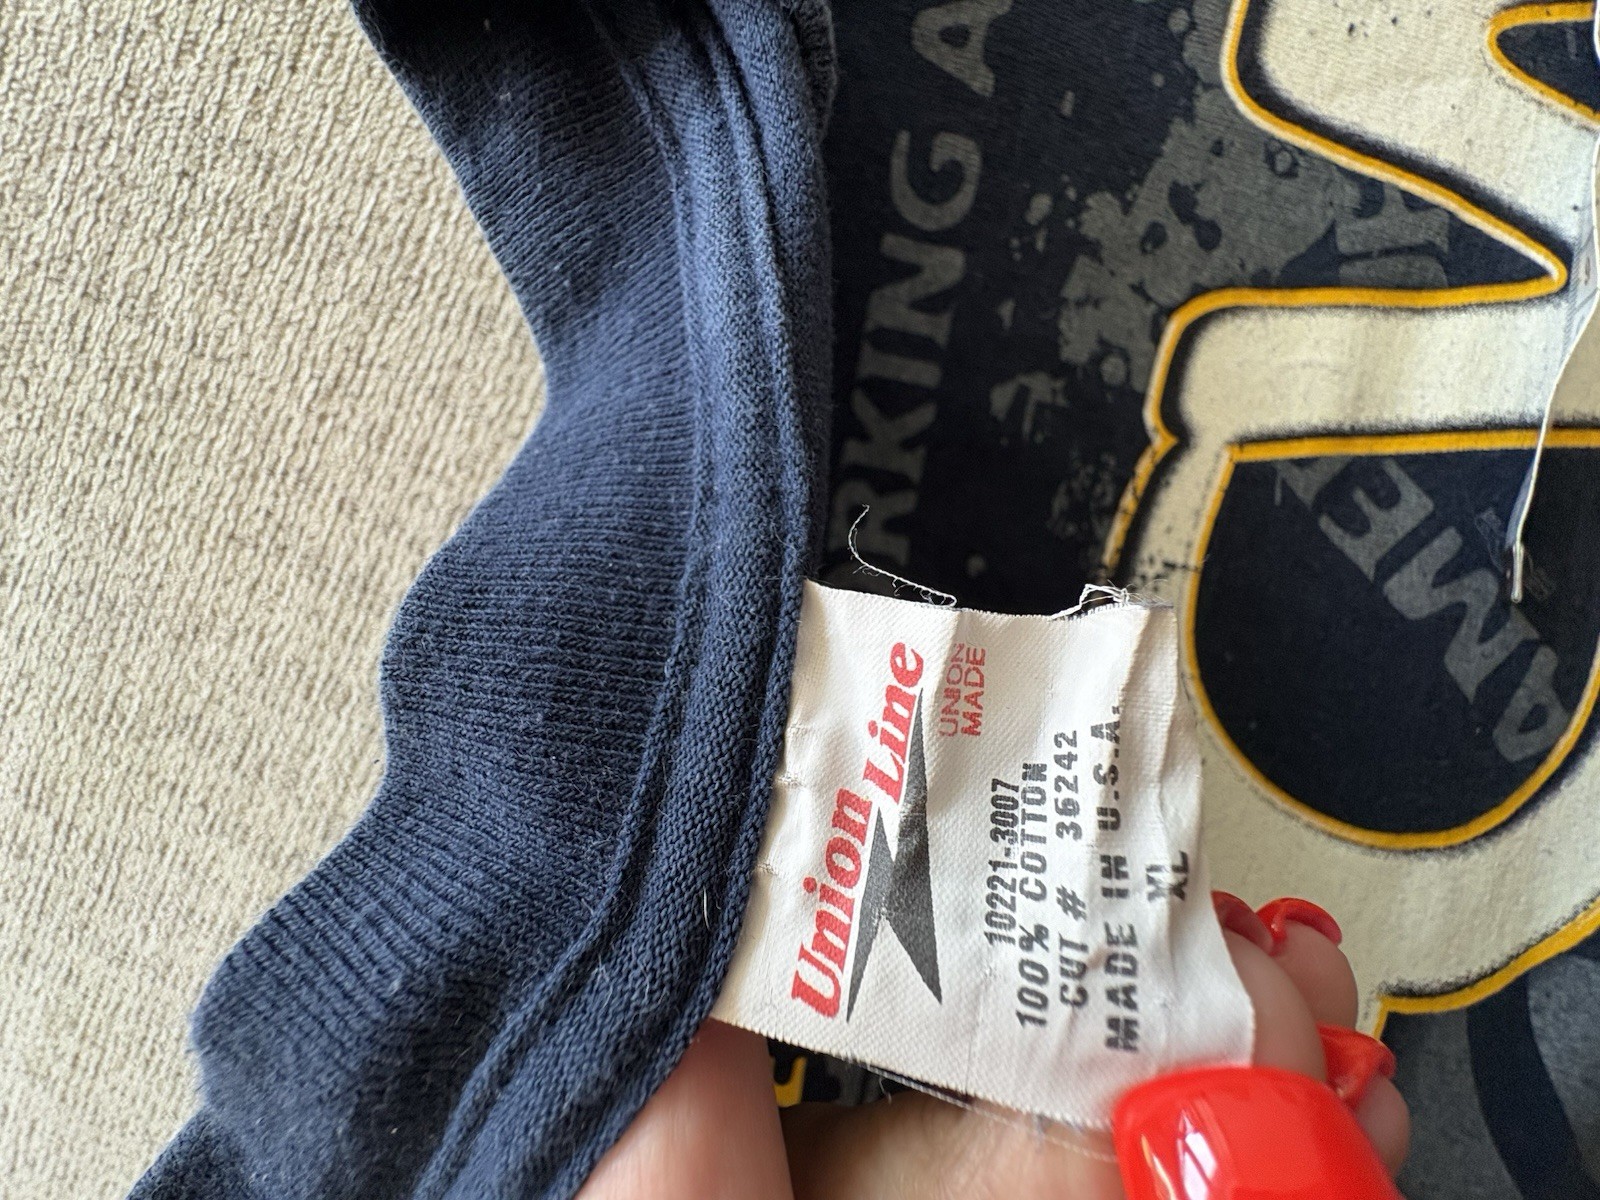 Union Line
UNION
MADE
10221-3007
100% COTTON
CUT # 36242
MADE IN U.S.A.
XL
RKING A
AME